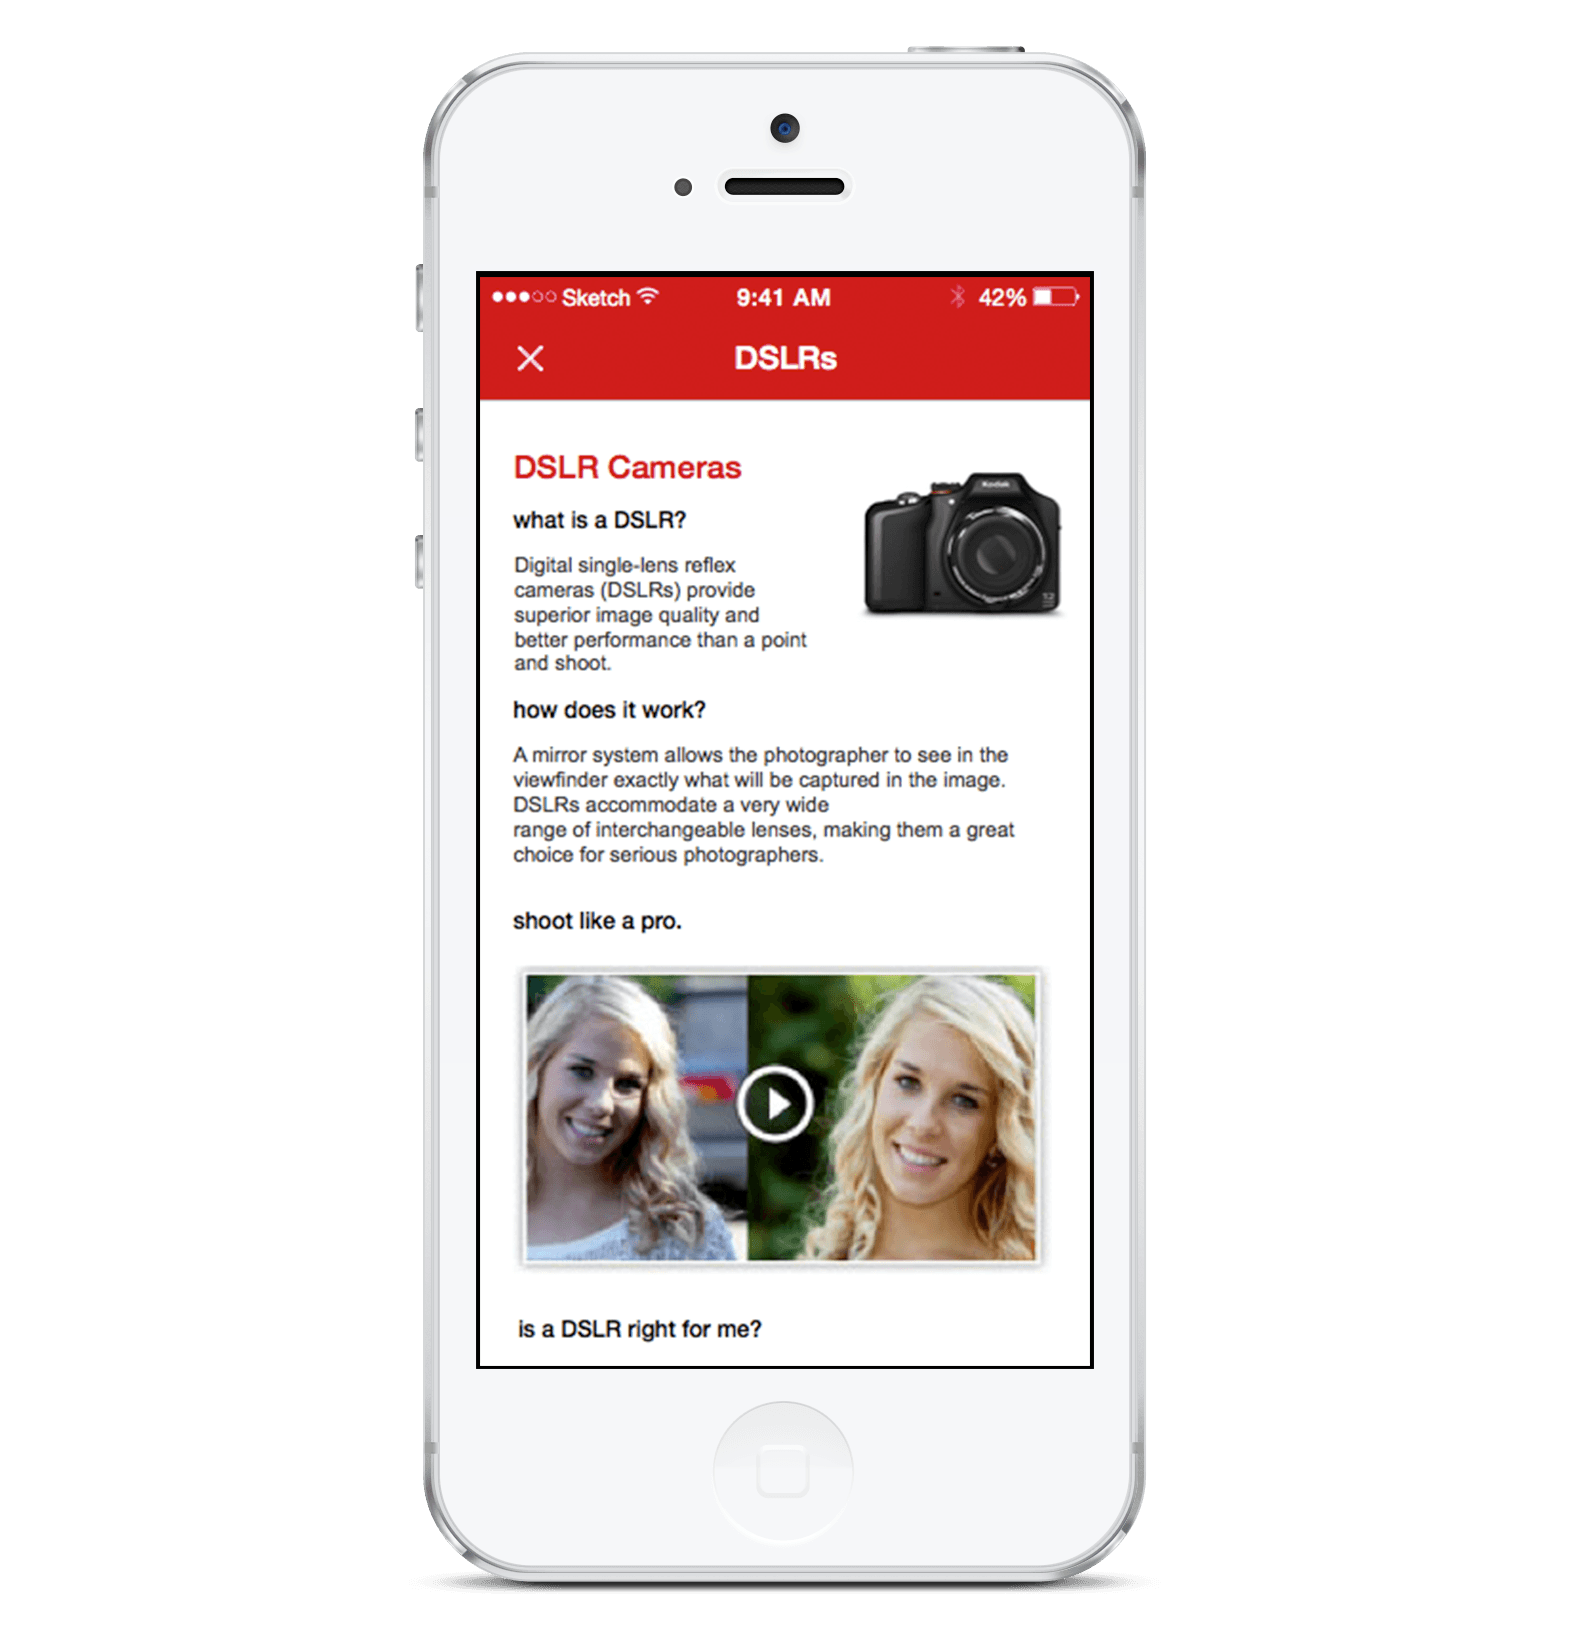 Sketch 9:41 AM 42%
DSLRs
DSLR Cameras
Kodak
what is a DSLR?
Digital single-lens reflex
cameras (DSLRs) provide
superior image quality and
better performance than a point
and shoot.
how does it work?
A mirror system allows the photographer to see in the
viewfinder exactly what will be captured in the image.
DSLRs accommodate a very wide
range of interchangeable lenses, making them a great
choice for serious photographers.
shoot like a pro.
is a DSLR right for me?